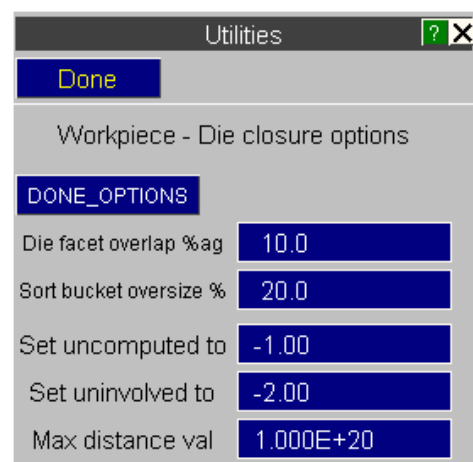 Utilities ? X
Done
Workpiece - Die closure options
DONE_OPTIONS
Die facet overlap %ag 10.0
Sort bucket oversize % 20.0
Set uncomputed to -1.00
Set uninvolved to -2.00
Max distance val 1.000E+20